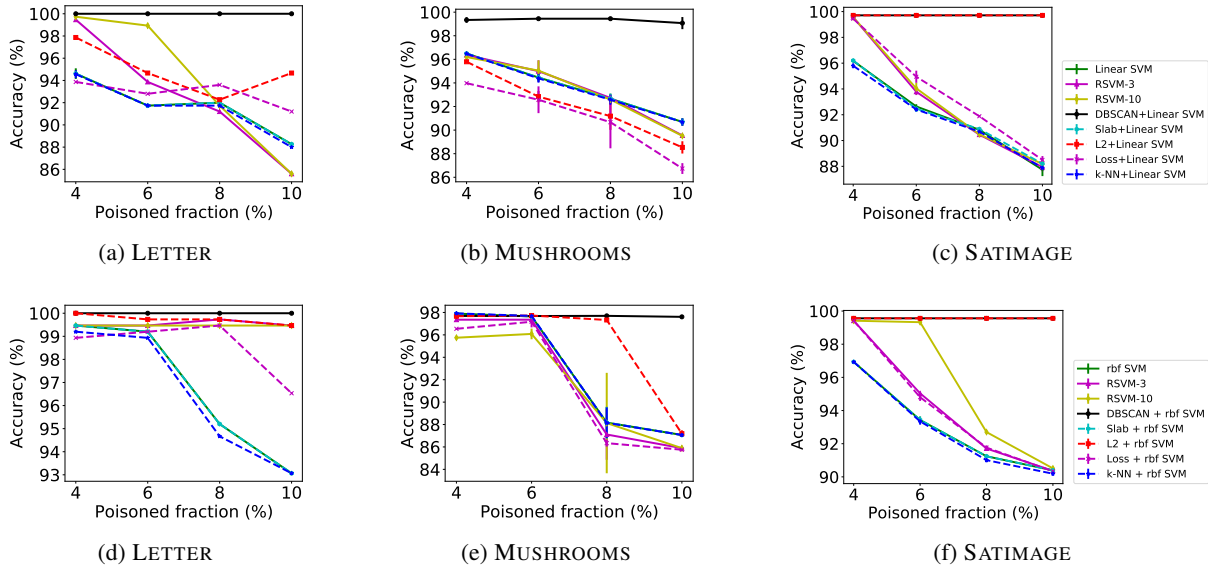 100
98
96
94
92
90
88
86
Accuracy (%)
4 6 8 10
Poisoned fraction (%)
(a) LETTER
100
98
96
94
92
90
88
86
Accuracy (%)
4 6 8 10
Poisoned fraction (%)
(b) MUSHROOMS
100
98
96
94
92
90
88
Accuracy (%)
4 6 8 10
Poisoned fraction (%)
(c) SATIMAGE
Linear SVM
RSVM-3
RSVM-10
DBSCAN+Linear SVM
Slab+Linear SVM
L2+Linear SVM
Loss+Linear SVM
k-NN+Linear SVM
100
99
98
97
96
95
94
93
Accuracy (%)
4 6 8 10
Poisoned fraction (%)
(d) LETTER
98
96
94
92
90
88
86
84
Accuracy (%)
4 6 8 10
Poisoned fraction (%)
(e) MUSHROOMS
100
98
96
94
92
90
Accuracy (%)
4 6 8 10
Poisoned fraction (%)
(f) SATIMAGE
rbf SVM
RSVM-3
RSVM-10
DBSCAN + rbf SVM
Slab + rbf SVM
L2 + rbf SVM
Loss + rbf SVM
k-NN + rbf SVM